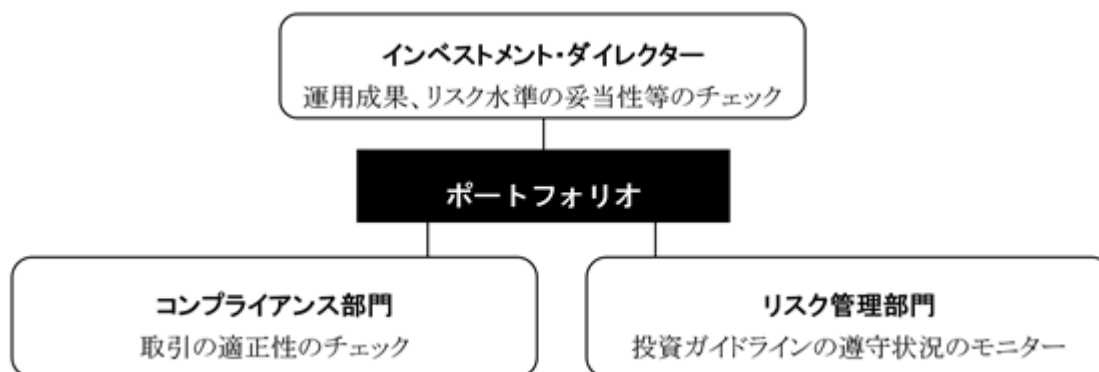 インベストメント・ダイレクター
運用成果、リスク水準の妥当性等のチェック
ポートフォリオ
コンプライアンス部門
取引の適正性のチェック
リスク管理部門
投資ガイドラインの遵守状況のモニター